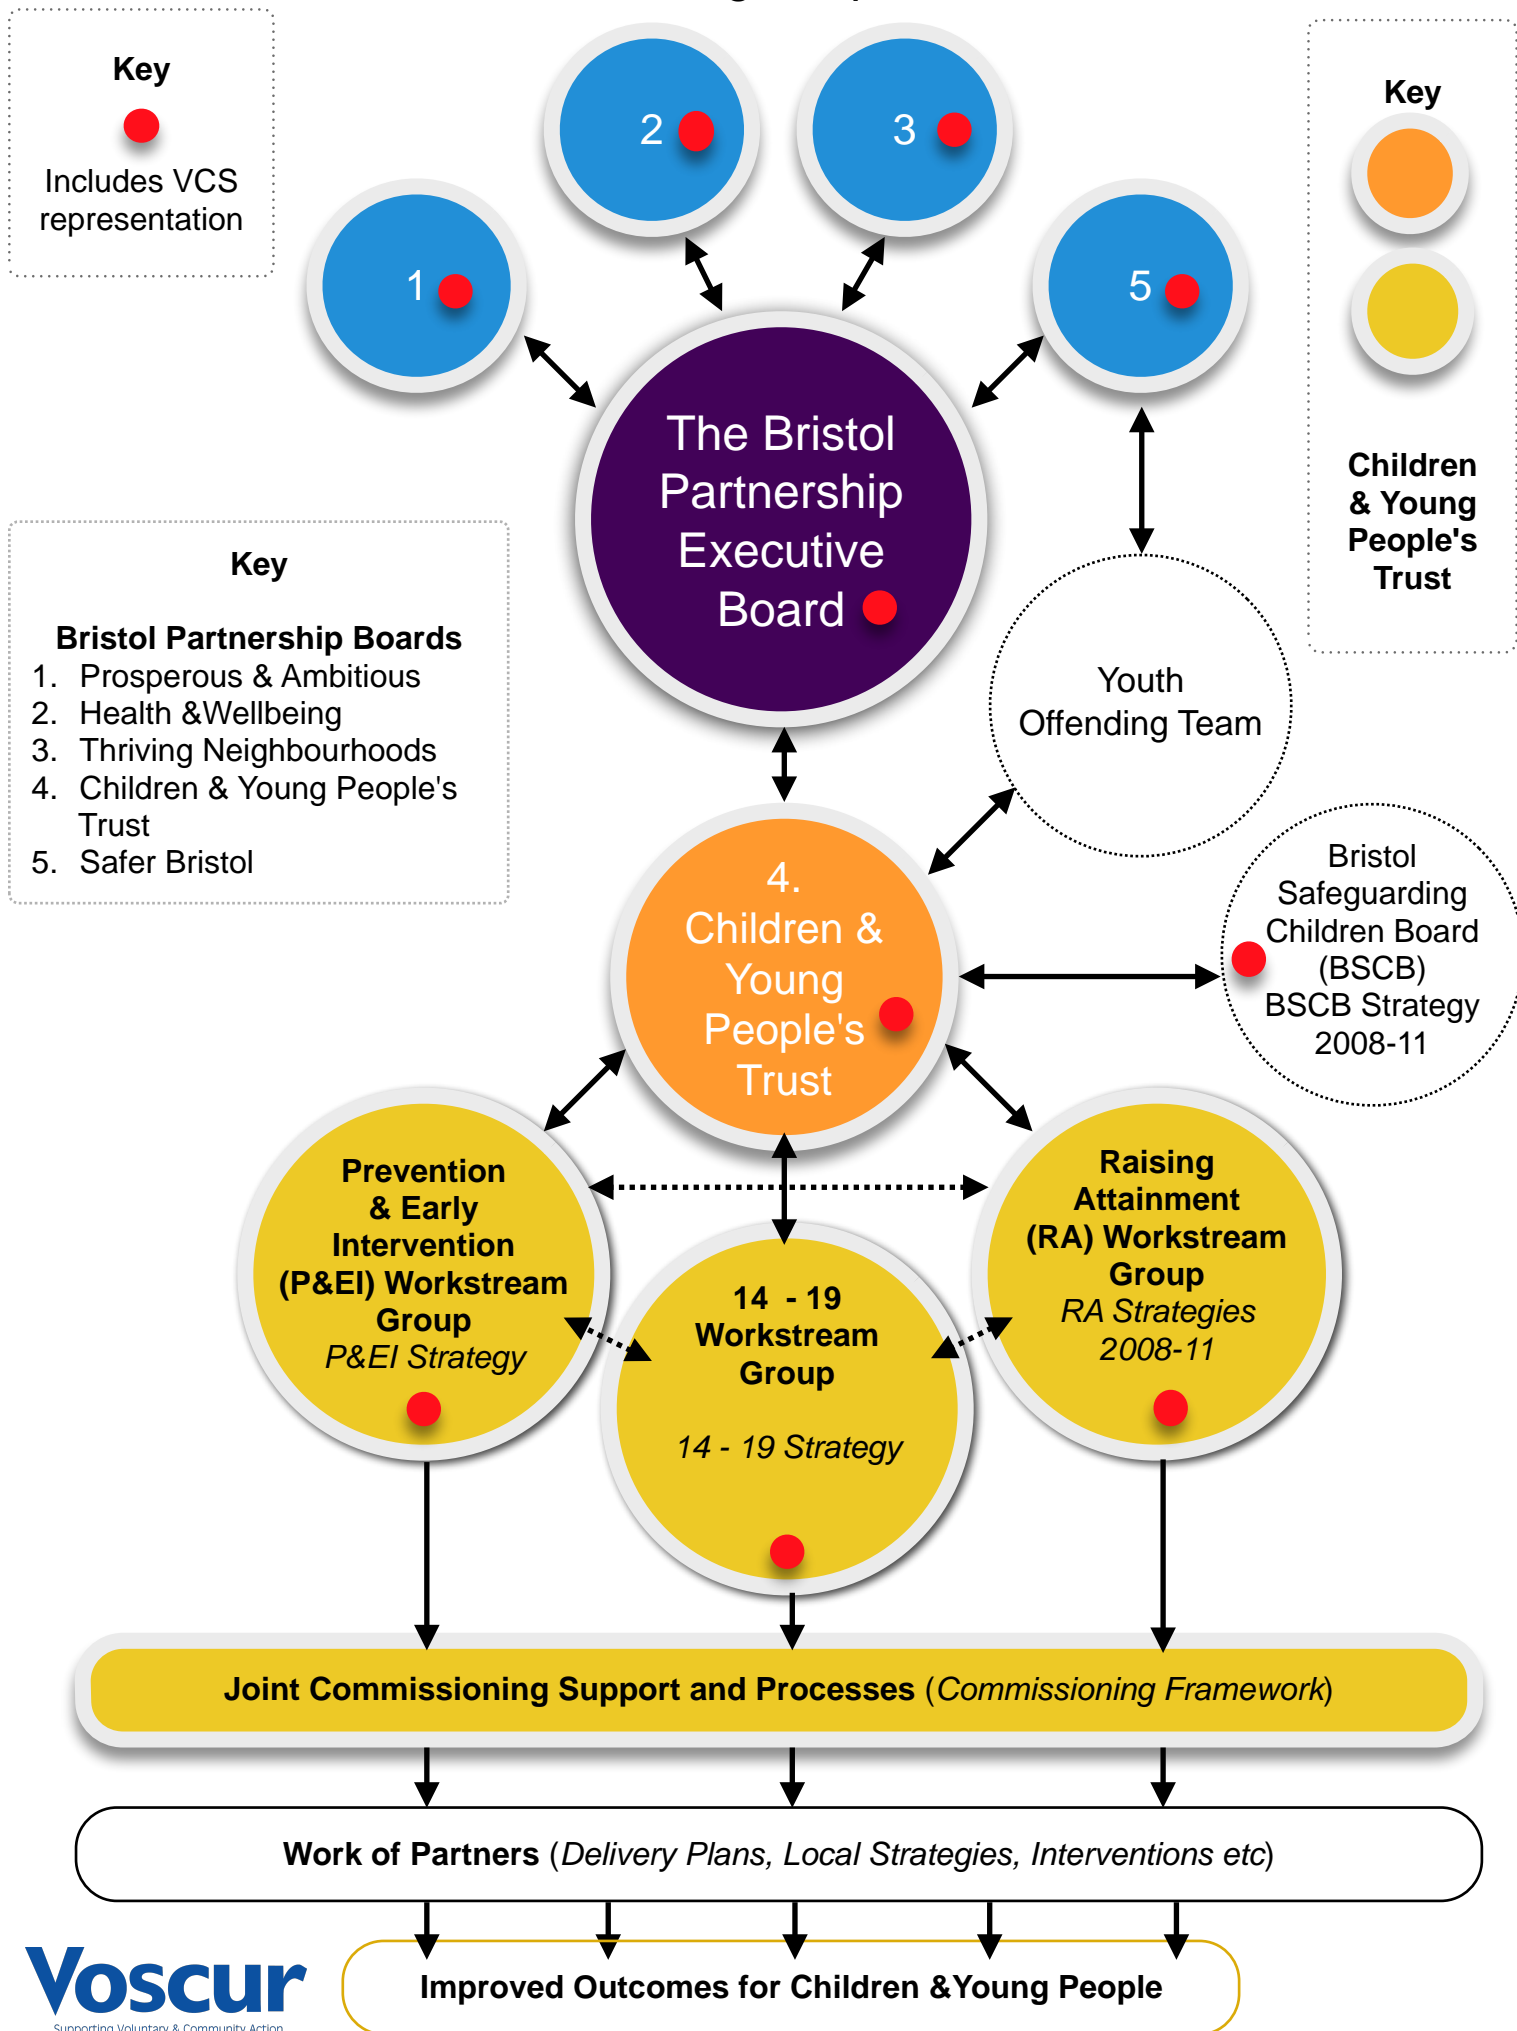 Key
Includes VCS
representation
2
3
1
5
Key
Children
& Young
People's
Trust
The Bristol
Partnership
Executive
Board
Key
Bristol Partnership Boards
1. Prosperous & Ambitious
2. Health &Wellbeing
3. Thriving Neighbourhoods
4. Children & Young People's
Trust
5. Safer Bristol
Youth
Offending Team
Bristol
Safeguarding
Children Board
(BSCB)
BSCB Strategy
2008-11
4.
Children &
Young
People's
Trust
Prevention
& Early
Intervention
(P&EI) Workstream
Group
P&EI Strategy
14 - 19
Workstream
Group
14 - 19 Strategy
Raising
Attainment
(RA) Workstream
Group
RA Strategies
2008-11
Joint Commissioning Support and Processes (Commissioning Framework)
Work of Partners (Delivery Plans, Local Strategies, Interventions etc)
Improved Outcomes for Children &Young People
Voscur
Supporting Voluntary & Community Action